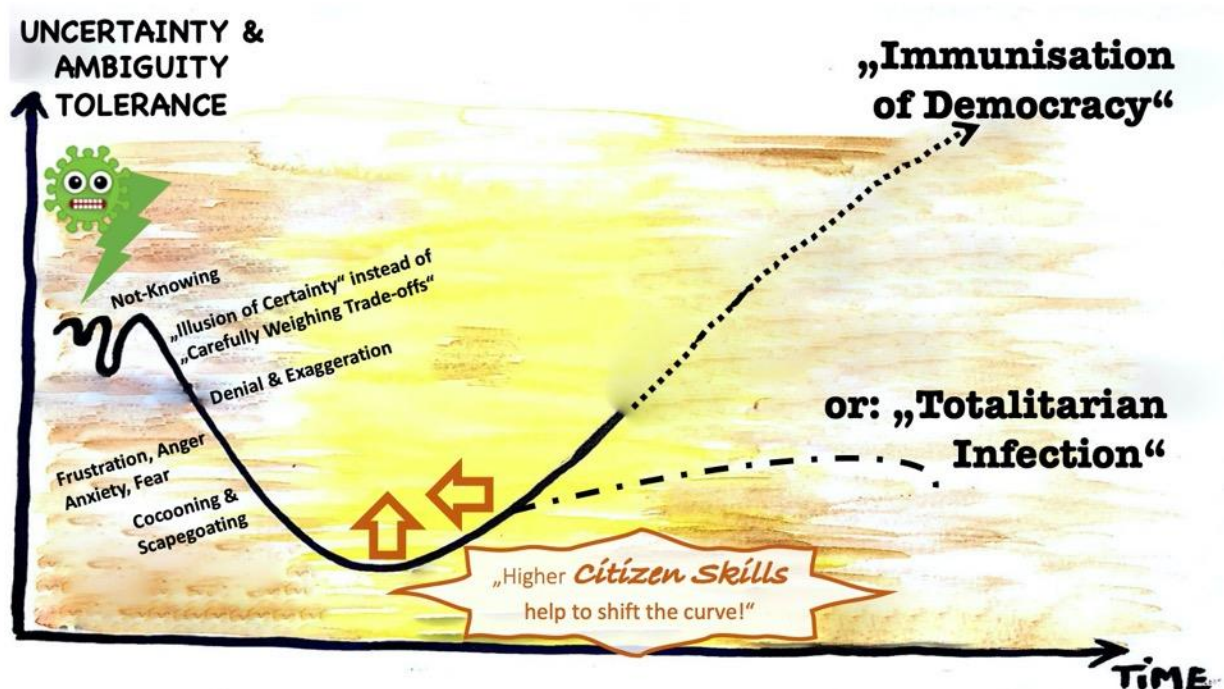 UNCERTAINTY &
AMBIGUITY
TOLERANCE
„Immunisation
of Democracy“
Not-Knowing
„Illusion of Certainty“ instead of
„Carefully Weighing Trade-offs“
Denial & Exaggeration
or: „Totalitarian
Infection“
Frustration, Anger
Anxiety, Fear
Cocooning &
Scapegoating
„Higher Citizen Skills
help to shift the curve!“
TiME